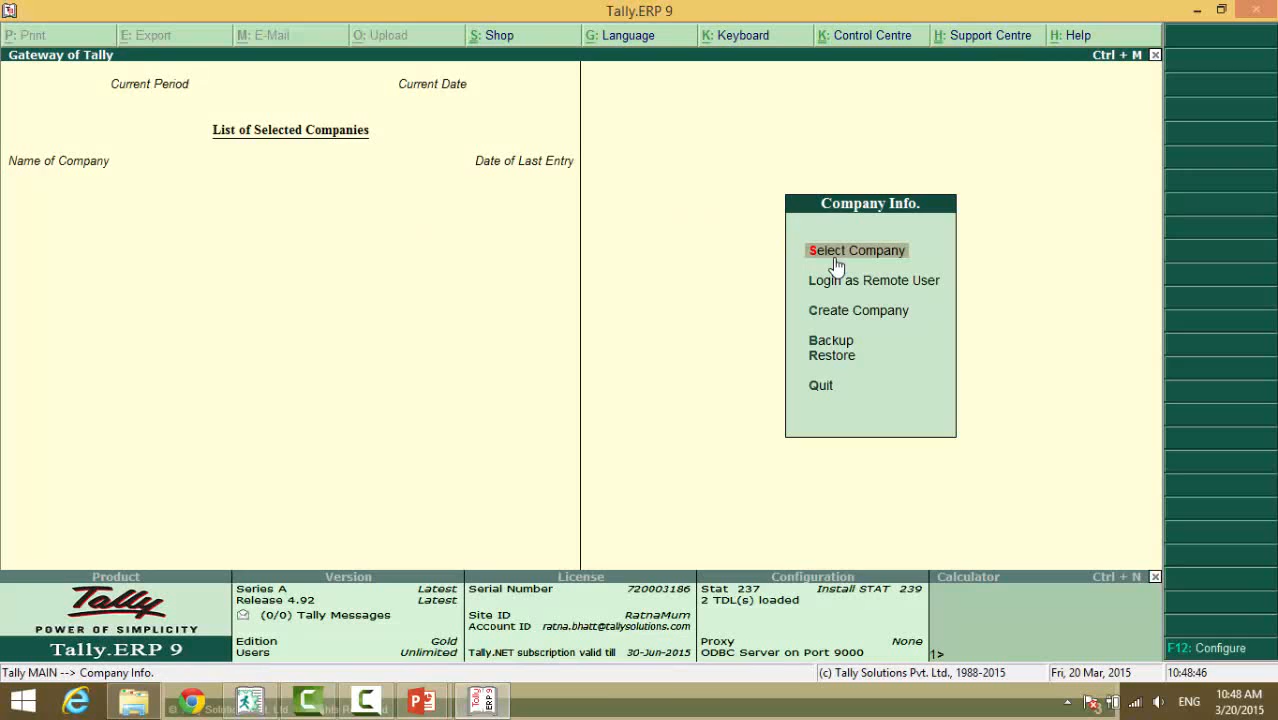 Tally.ERP 9
P: Print E: Export M: E-Mail O: Upload S: Shop G: Language K: Keyboard K: Control Centre H: Support Centre H: Help
Gateway of Tally Ctrl + M
Current Period Current Date
List of Selected Companies
Name of Company Date of Last Entry
Company Info.
Select Company
Login as Remote User
Create Company
Backup
Restore
Quit
Product Version License Configuration Calculator Ctrl + N
Tally
POWER OF SIMPLICITY
Tally.ERP 9
Series A Latest
Release 4.92 Latest
(0/0) Tally Messages
Edition Gold
Users Unlimited
Serial Number 720003186
Site ID RatnaMum
Account ID ratna.bhatt@tallysolutions.com
Tally.NET subscription valid till 30-Jun-2015
Stat 237 Install STAT 239
2 TDL(s) loaded
Proxy None
ODBC Server on Port 9000
1>
F12: Configure
Tally MAIN --> Company Info. (c) Tally Solutions Pvt. Ltd., 1988-2015 Fri, 20 Mar, 2015 10:48:46
ENG 10:48 AM
3/20/2015